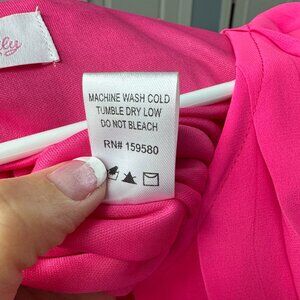 MACHINE WASH COLD
TUMBLE DRY LOW
DO NOT BLEACH
RN# 159580